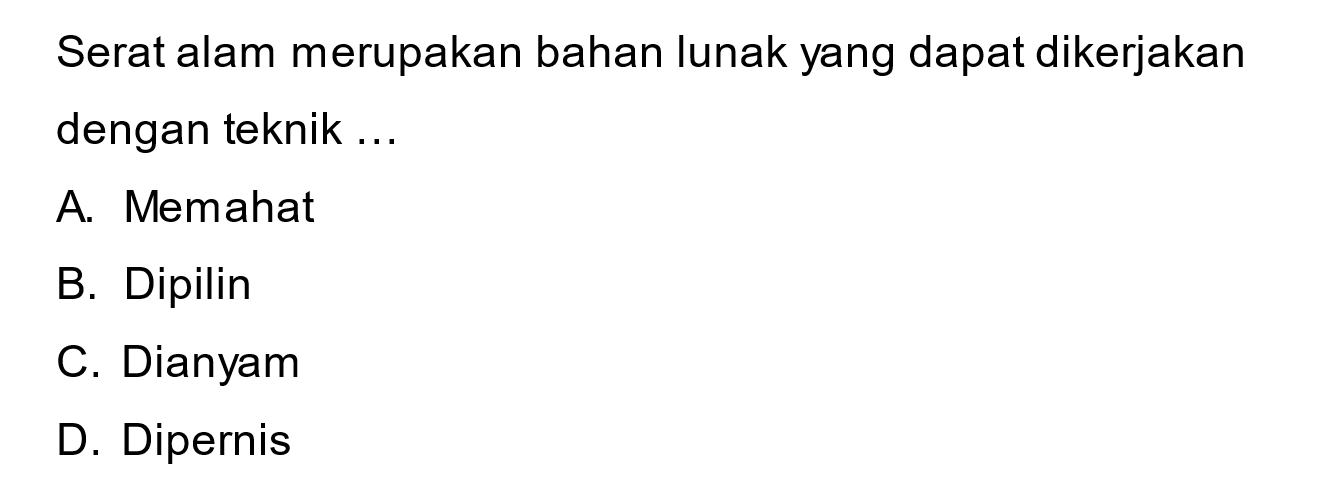 Serat alam merupakan bahan lunak yang dapat dikerjakan
dengan teknik ...
A. Memahat
B. Dipilin
C. Dianyam
D. Dipernis